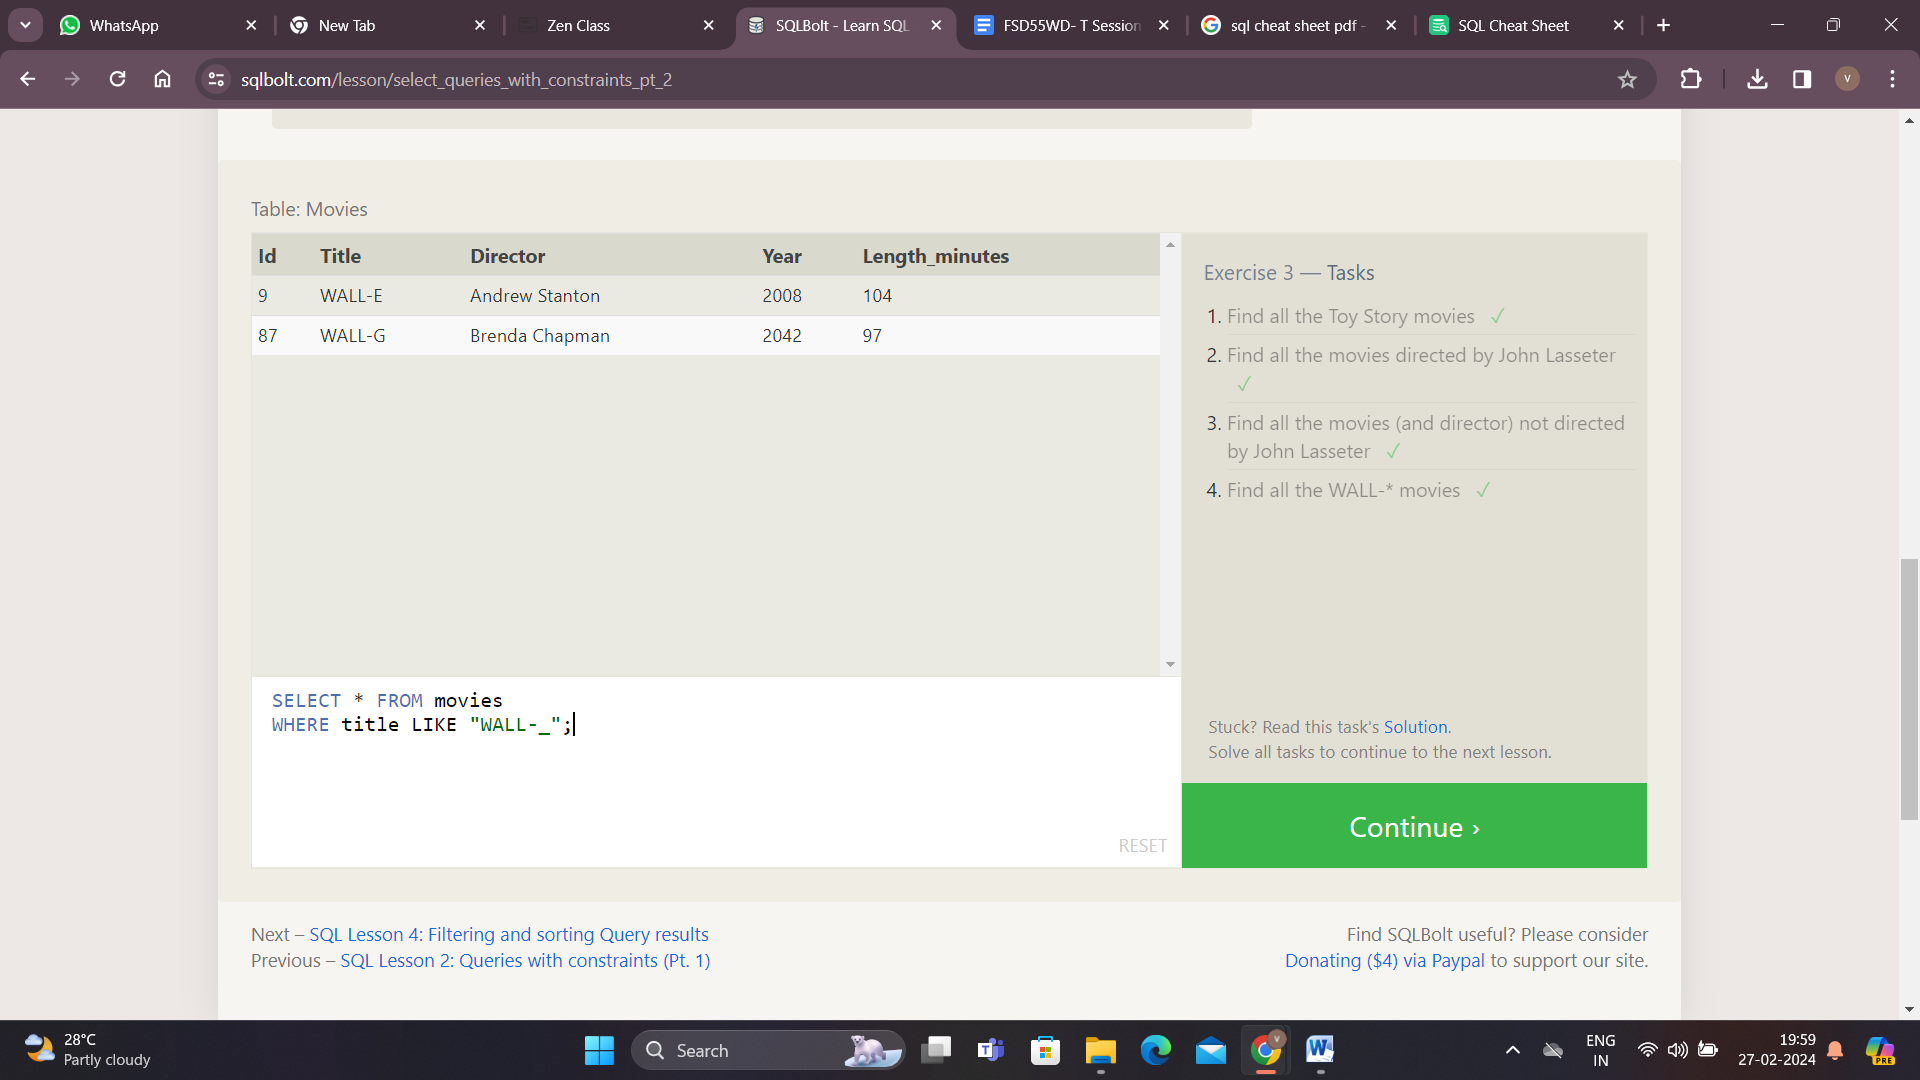 WhatsApp
New Tab
Zen Class
SQLBolt - Learn SQL
FSD55WD- T Session
sql cheat sheet pdf -
SQL Cheat Sheet
sqlbolt.com/lesson/select_queries_with_constraints_pt_2
V
Table: Movies
Id Title Director Year Length_minutes
9 WALL-E Andrew Stanton 2008 104
87 WALL-G Brenda Chapman 2042 97
Exercise 3 — Tasks
1. Find all the Toy Story movies ✓
2. Find all the movies directed by John Lasseter
✓
3. Find all the movies (and director) not directed
by John Lasseter ✓
4. Find all the WALL-* movies ✓
SELECT * FROM movies
WHERE title LIKE "WALL-_";
RESET
Stuck? Read this task's Solution.
Solve all tasks to continue to the next lesson.
Continue ›
Next – SQL Lesson 4: Filtering and sorting Query results
Previous – SQL Lesson 2: Queries with constraints (Pt. 1)
Find SQLBolt useful? Please consider
Donating ($4) via Paypal to support our site.
28°C
Partly cloudy
Search
ENG
IN
19:59
27-02-2024
PRE